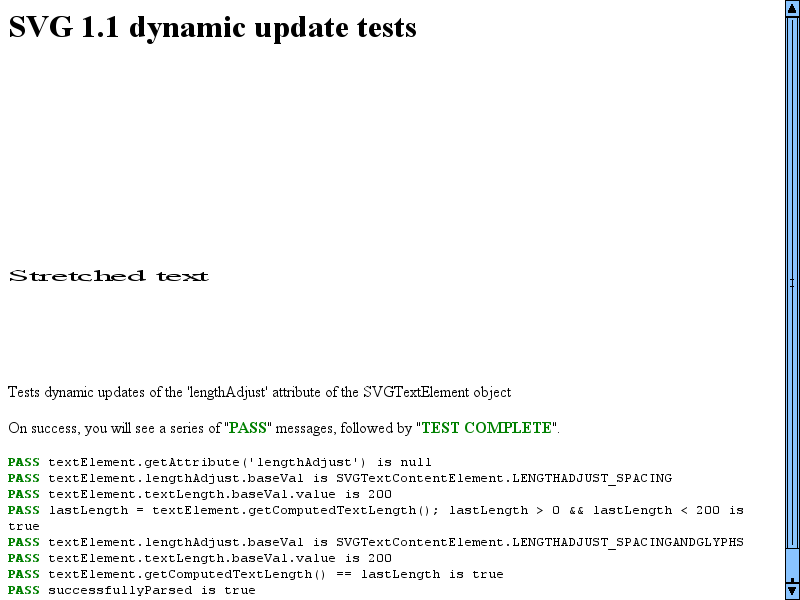 SVG 1.1 dynamic update tests
Stretched text
Tests dynamic updates of the 'lengthAdjust' attribute of the SVGTextElement object
On success, you will see a series of "PASS" messages, followed by "TEST COMPLETE".
PASS textElement.getAttribute('lengthAdjust') is null
PASS textElement.lengthAdjust.baseVal is SVGTextContentElement.LENGTHADJUST_SPACING
PASS textElement.textLength.baseVal.value is 200
PASS lastLength = textElement.getComputedTextLength(); lastLength > 0 && lastLength < 200 is
true
PASS textElement.lengthAdjust.baseVal is SVGTextContentElement.LENGTHADJUST_SPACINGANDGLYPHS
PASS textElement.textLength.baseVal.value is 200
PASS textElement.getComputedTextLength() == lastLength is true
PASS successfullyParsed is true